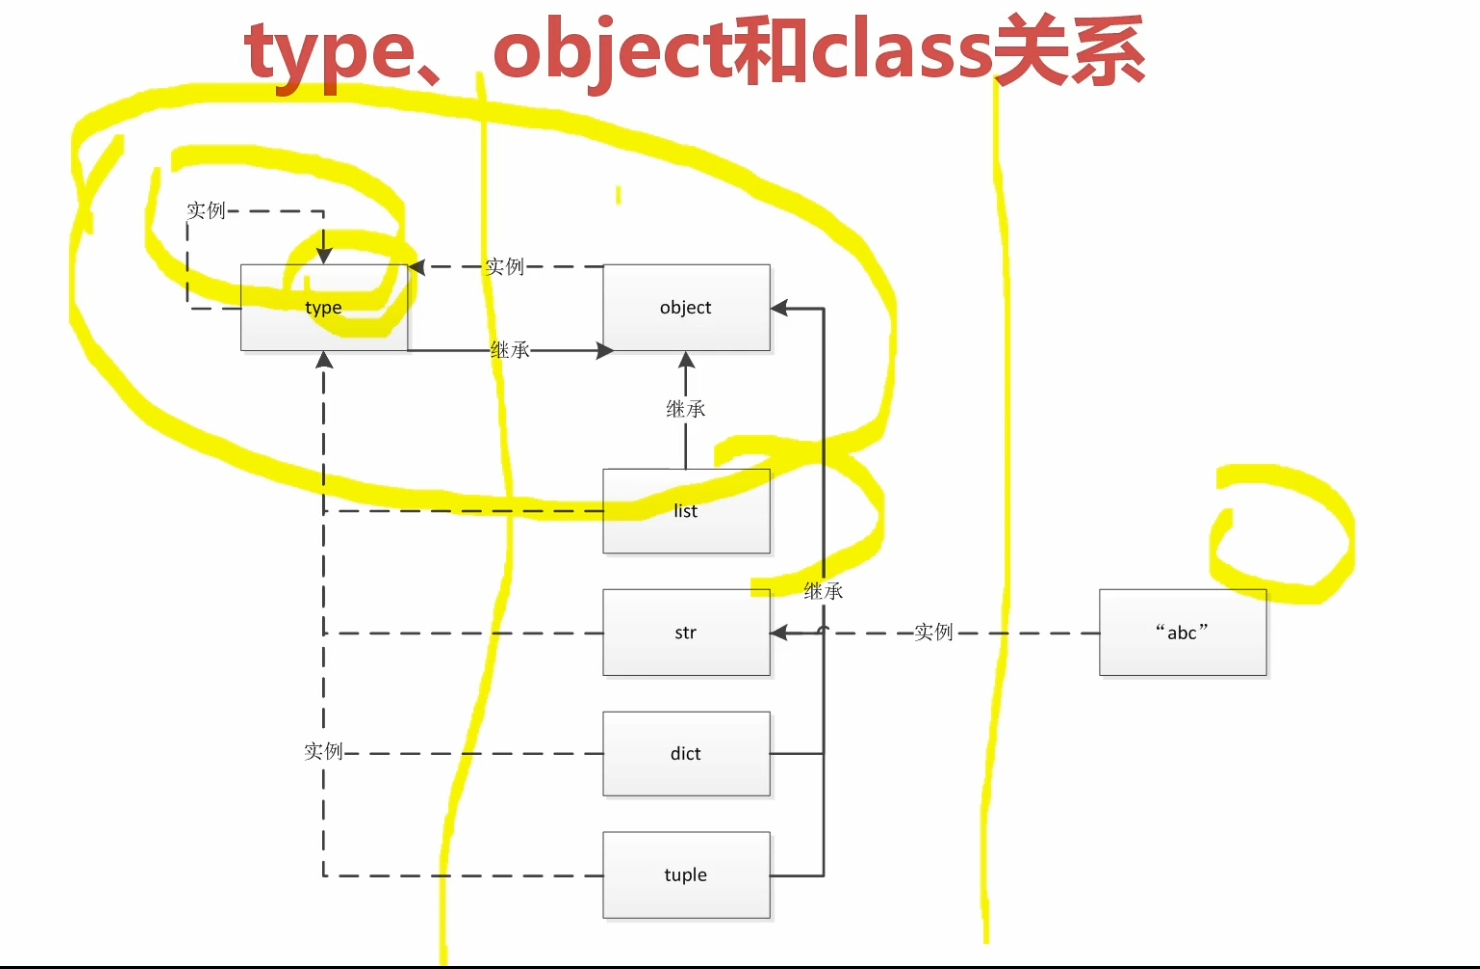 type、object和class关系
实例
实例
type
object
继承
继承
list
继承
str
实例
“abc”
实例
dict
tuple